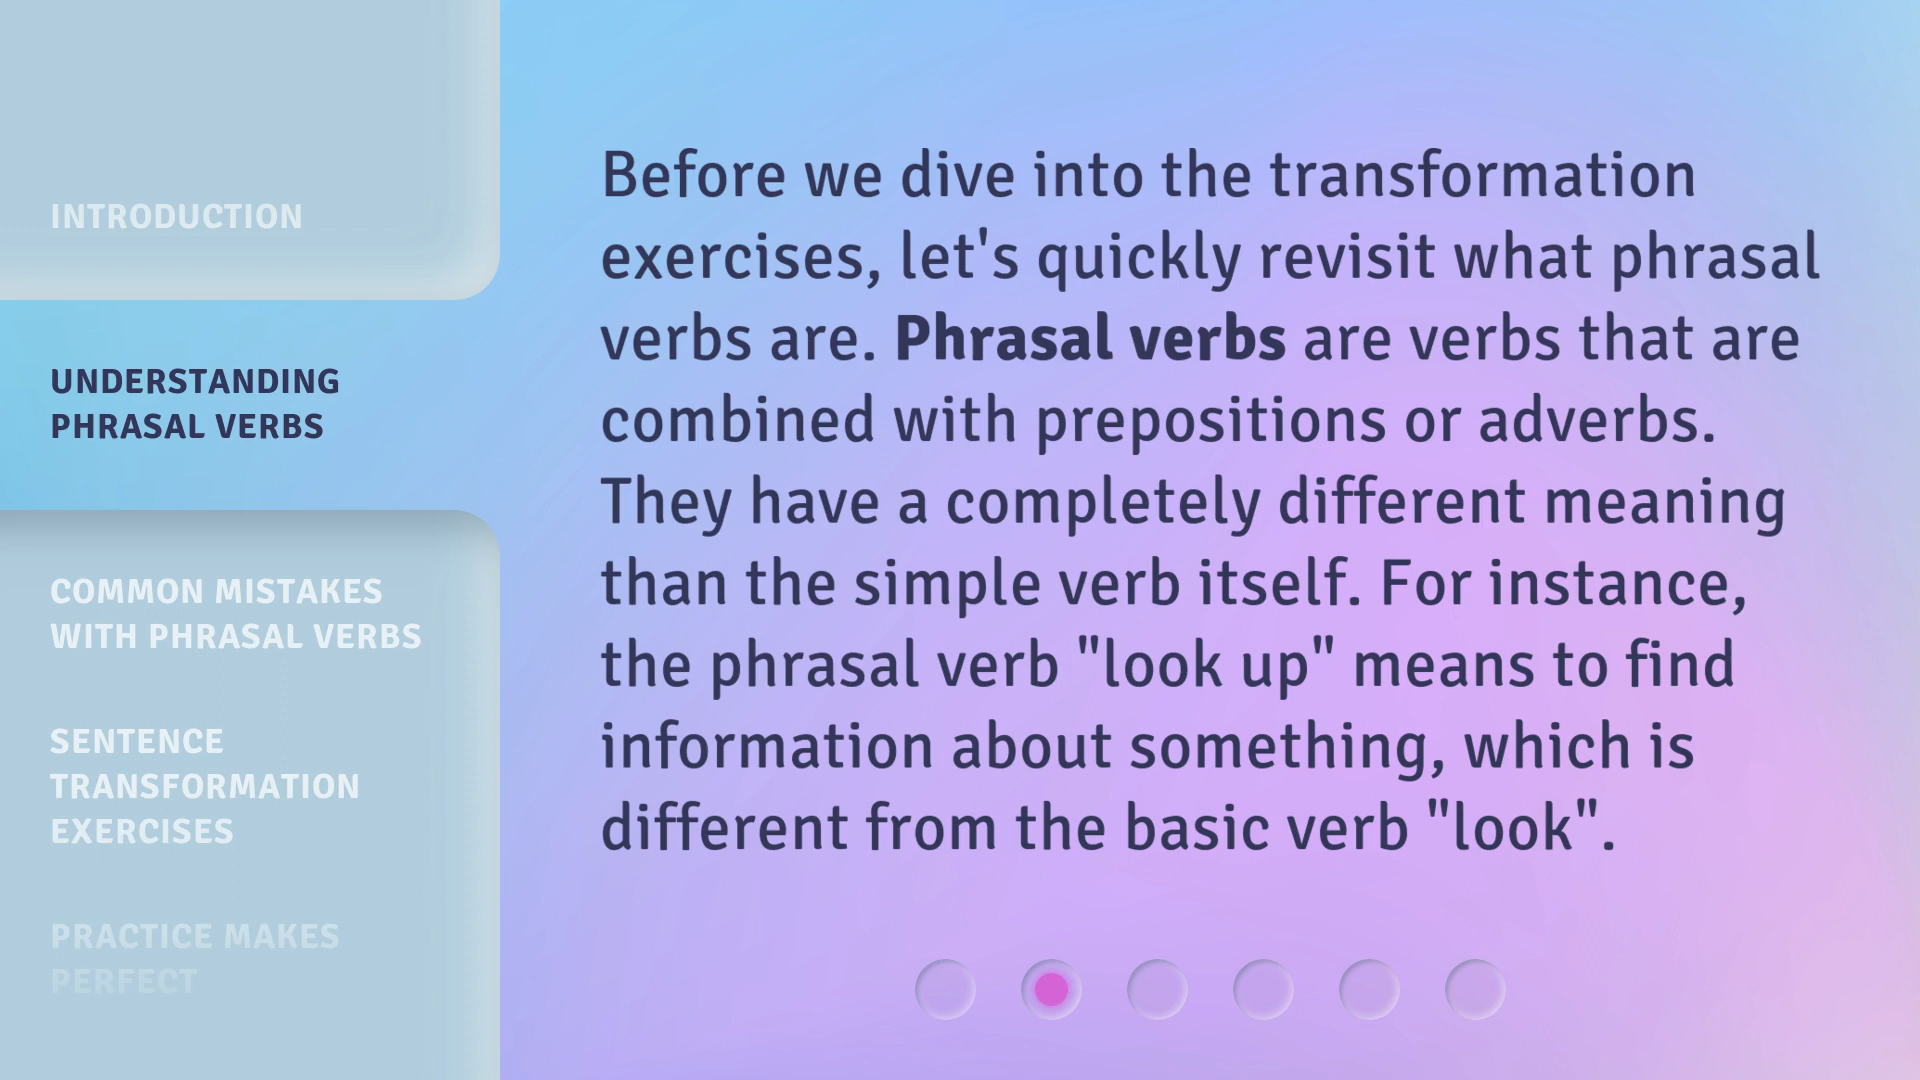 INTRODUCTION
UNDERSTANDING
PHRASAL VERBS
COMMON MISTAKES
WITH PHRASAL VERBS
SENTENCE
TRANSFORMATION
EXERCISES
PRACTICE MAKES
PERFECT
Before we dive into the transformation
exercises, let's quickly revisit what phrasal
verbs are. Phrasal verbs are verbs that are
combined with prepositions or adverbs.
They have a completely different meaning
than the simple verb itself. For instance,
the phrasal verb "look up" means to find
information about something, which is
different from the basic verb "look".